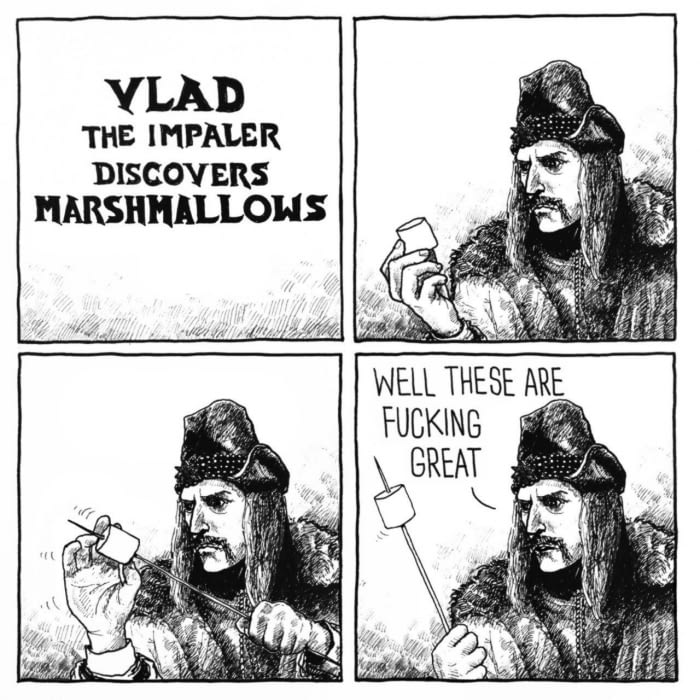 VLAD
THE IMPALER
DISCOVERS
MARSHMALLOWS
WELL THESE ARE
FUCKING
GREAT